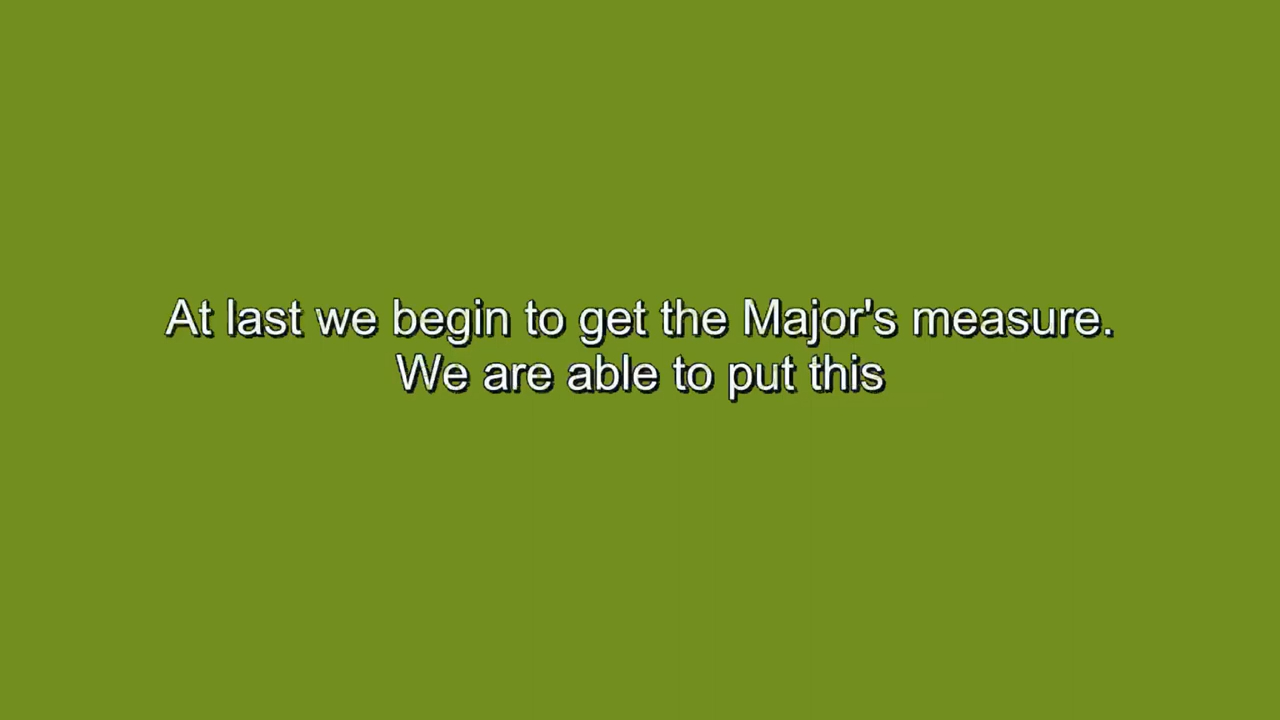 At last we begin to get the Major's measure.
We are able to put this